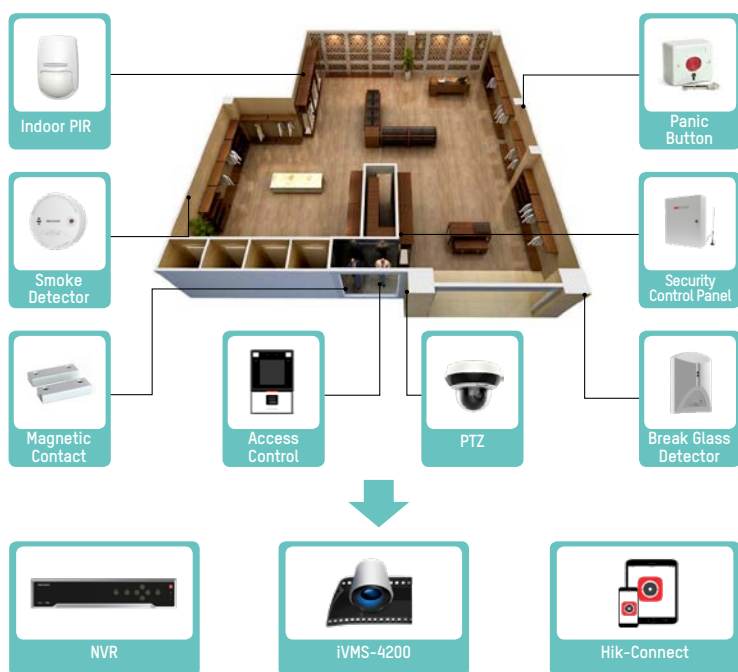 Indoor PIR
Panic
Button
Smoke
Detector
Security
Control Panel
Magnetic
Contact
Access
Control
PTZ
Break Glass
Detector
NVR
iVMS-4200
Hik-Connect